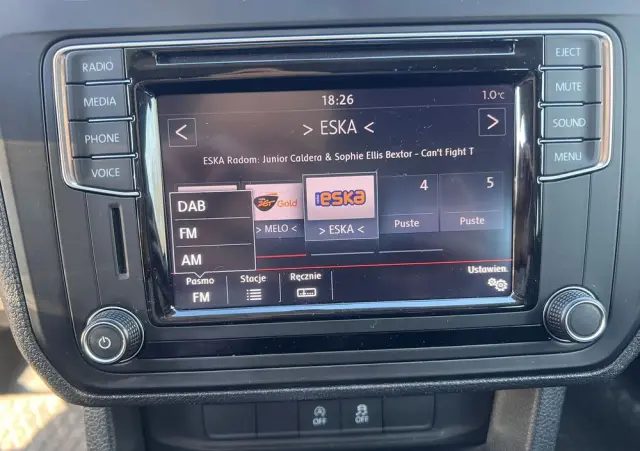 RADIO
MEDIA
PHONE
VOICE
EJECT
MUTE
SOUND
MENU
18:26
1.0°C
< > ESKA < >
ESKA Radom: Junior Caldera & Sophie Ellis Bextor - Can't Fight T
Gold
> MELO <
ESKA
> ESKA <
4
Puste
5
Puste
DAB
FM
AM
Pasmo
FM
Stacje
Ręcznie
Ustawien.
OFF
OFF